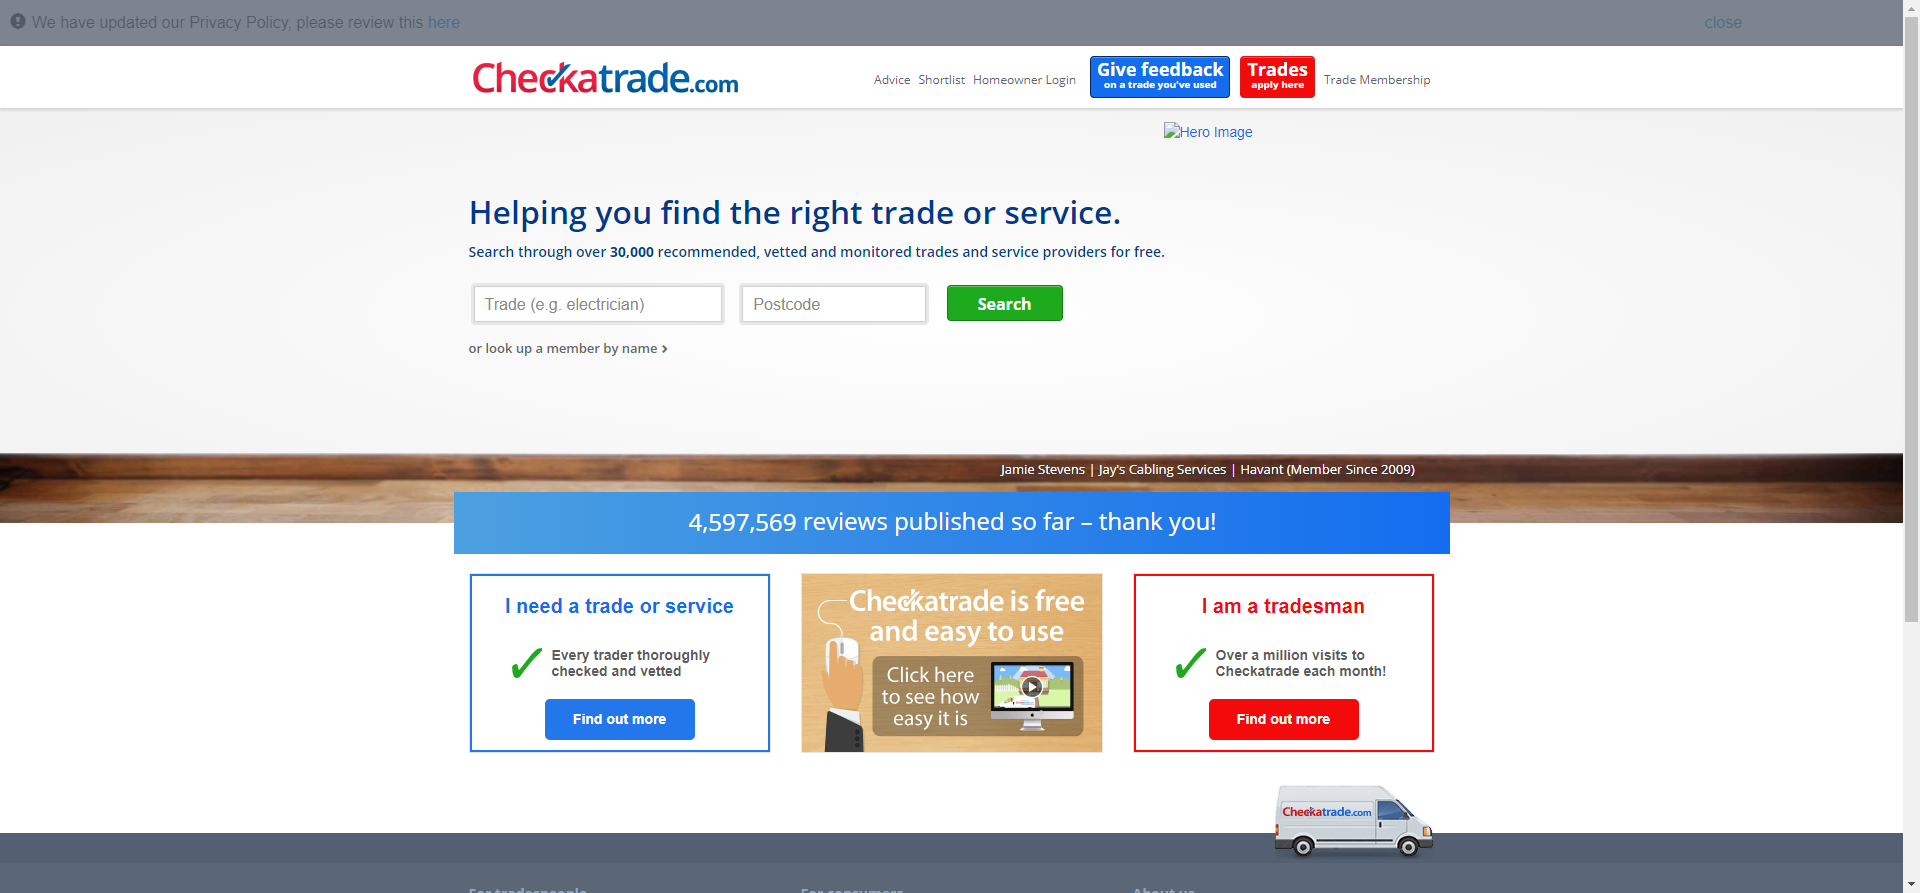 We have updated our Privacy Policy, please review this here
close
Checkatrade.com
Advice Shortlist Homeowner Login
Give feedback
on a trade you've used
Trades
apply here
Trade Membership
Hero Image
Helping you find the right trade or service.
Search through over 30,000 recommended, vetted and monitored trades and service providers for free.
Trade (e.g. electrician)
Postcode
Search
or look up a member by name
Jamie Stevens | Jay's Cabling Services | Havant (Member Since 2009)
4,597,569 reviews published so far – thank you!
I need a trade or service
Every trader thoroughly
checked and vetted
Find out more
Checkatrade is free
and easy to use
Click here
to see how
easy it is
I am a tradesman
Over a million visits to
Checkatrade each month!
Find out more
Checkatrade.com
For tradespeople
For consumers
About us